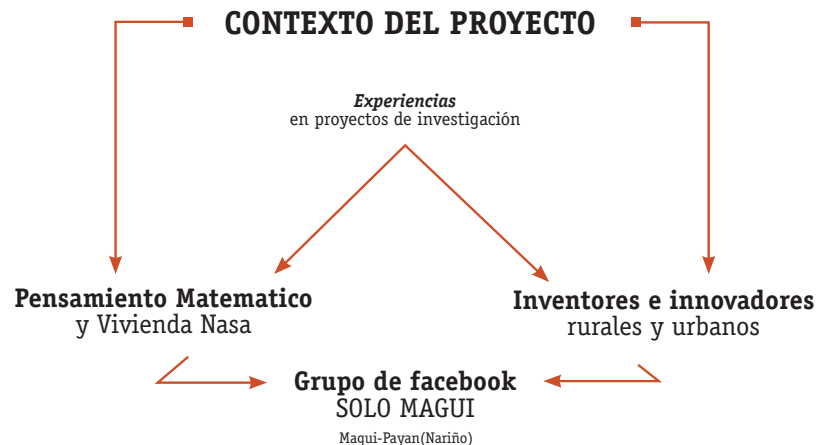 CONTEXTO DEL PROYECTO
Experiencias
en proyectos de investigación
Pensamiento Matematico
y Vivienda Nasa
Inventores e innovadores
rurales y urbanos
Grupo de facebook
SOLO MAGUI
Magui-Payan(Nariño)